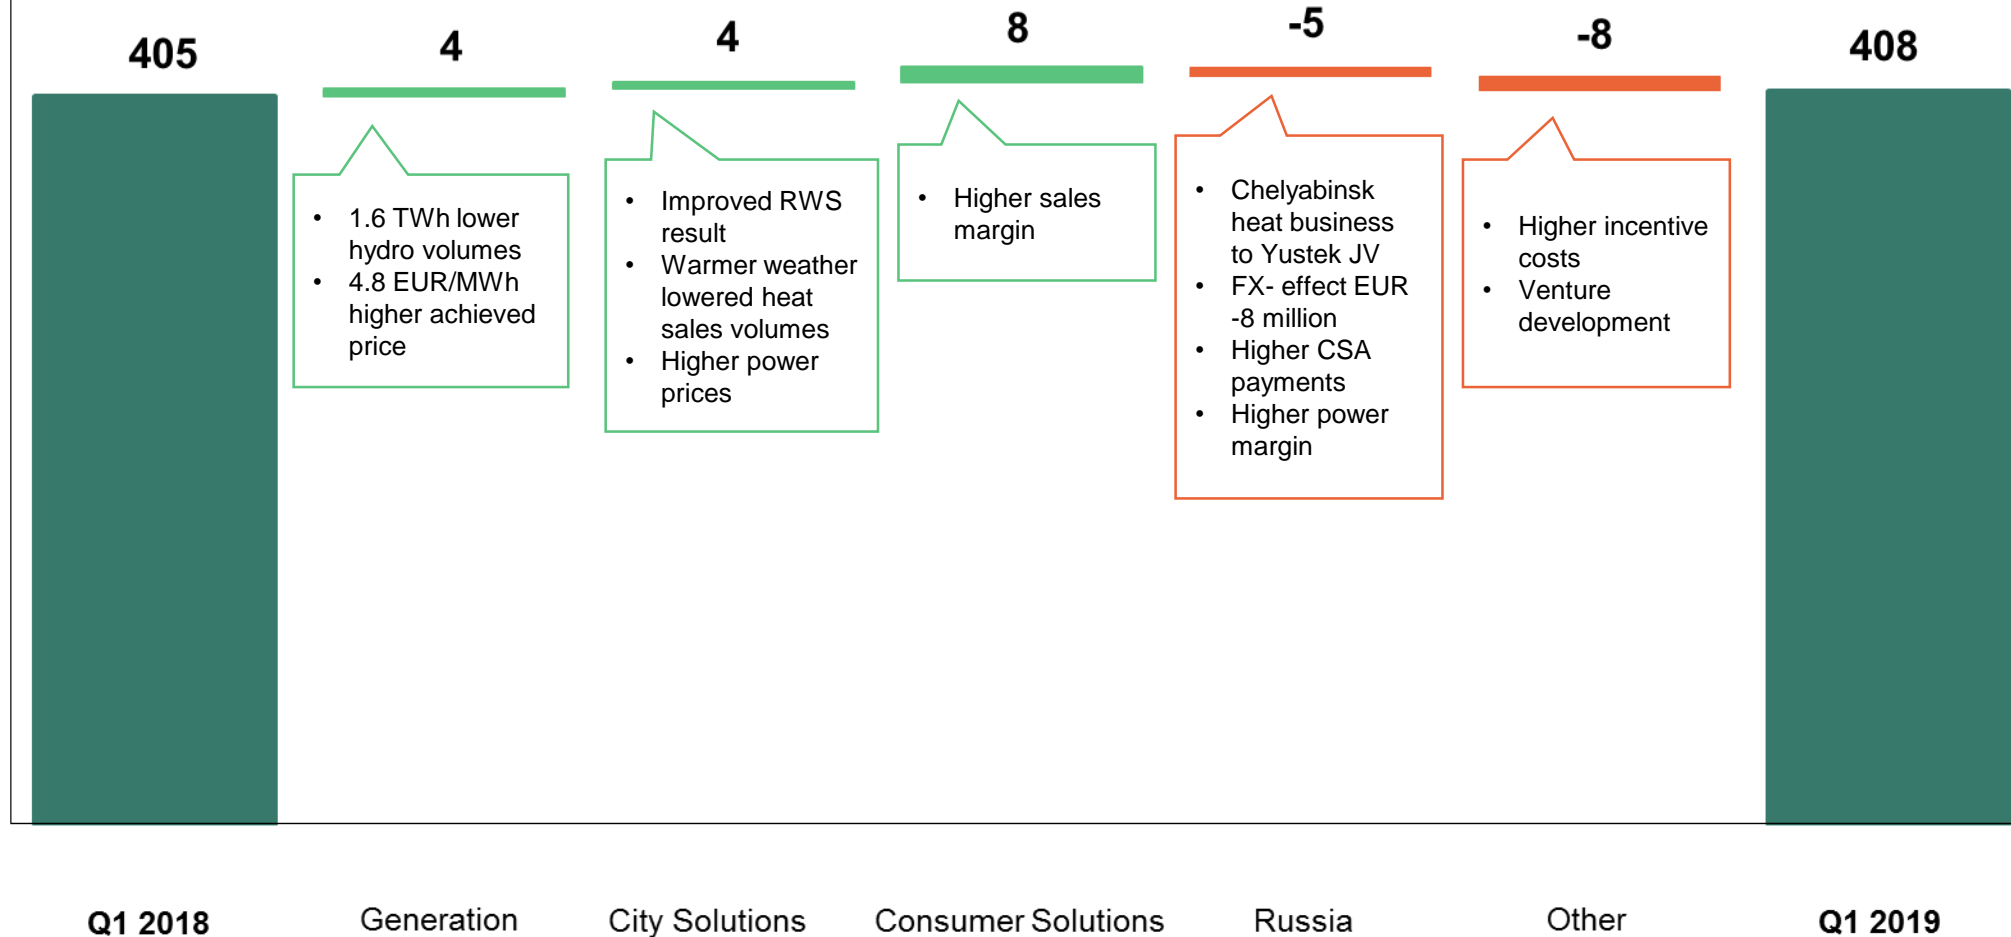 405
4
4
8
-5
-8
408
• 1.6 TWh lower
hydro volumes
• 4.8 EUR/MWh
higher achieved
price
• Improved RWS
result
• Warmer weather
lowered heat
sales volumes
• Higher power
prices
• Higher sales
margin
• Chelyabinsk
heat business
to Yustek JV
• FX- effect EUR
-8 million
• Higher CSA
payments
• Higher power
margin
• Higher incentive
costs
• Venture
development
Q1 2018
Generation
City Solutions
Consumer Solutions
Russia
Other
Q1 2019